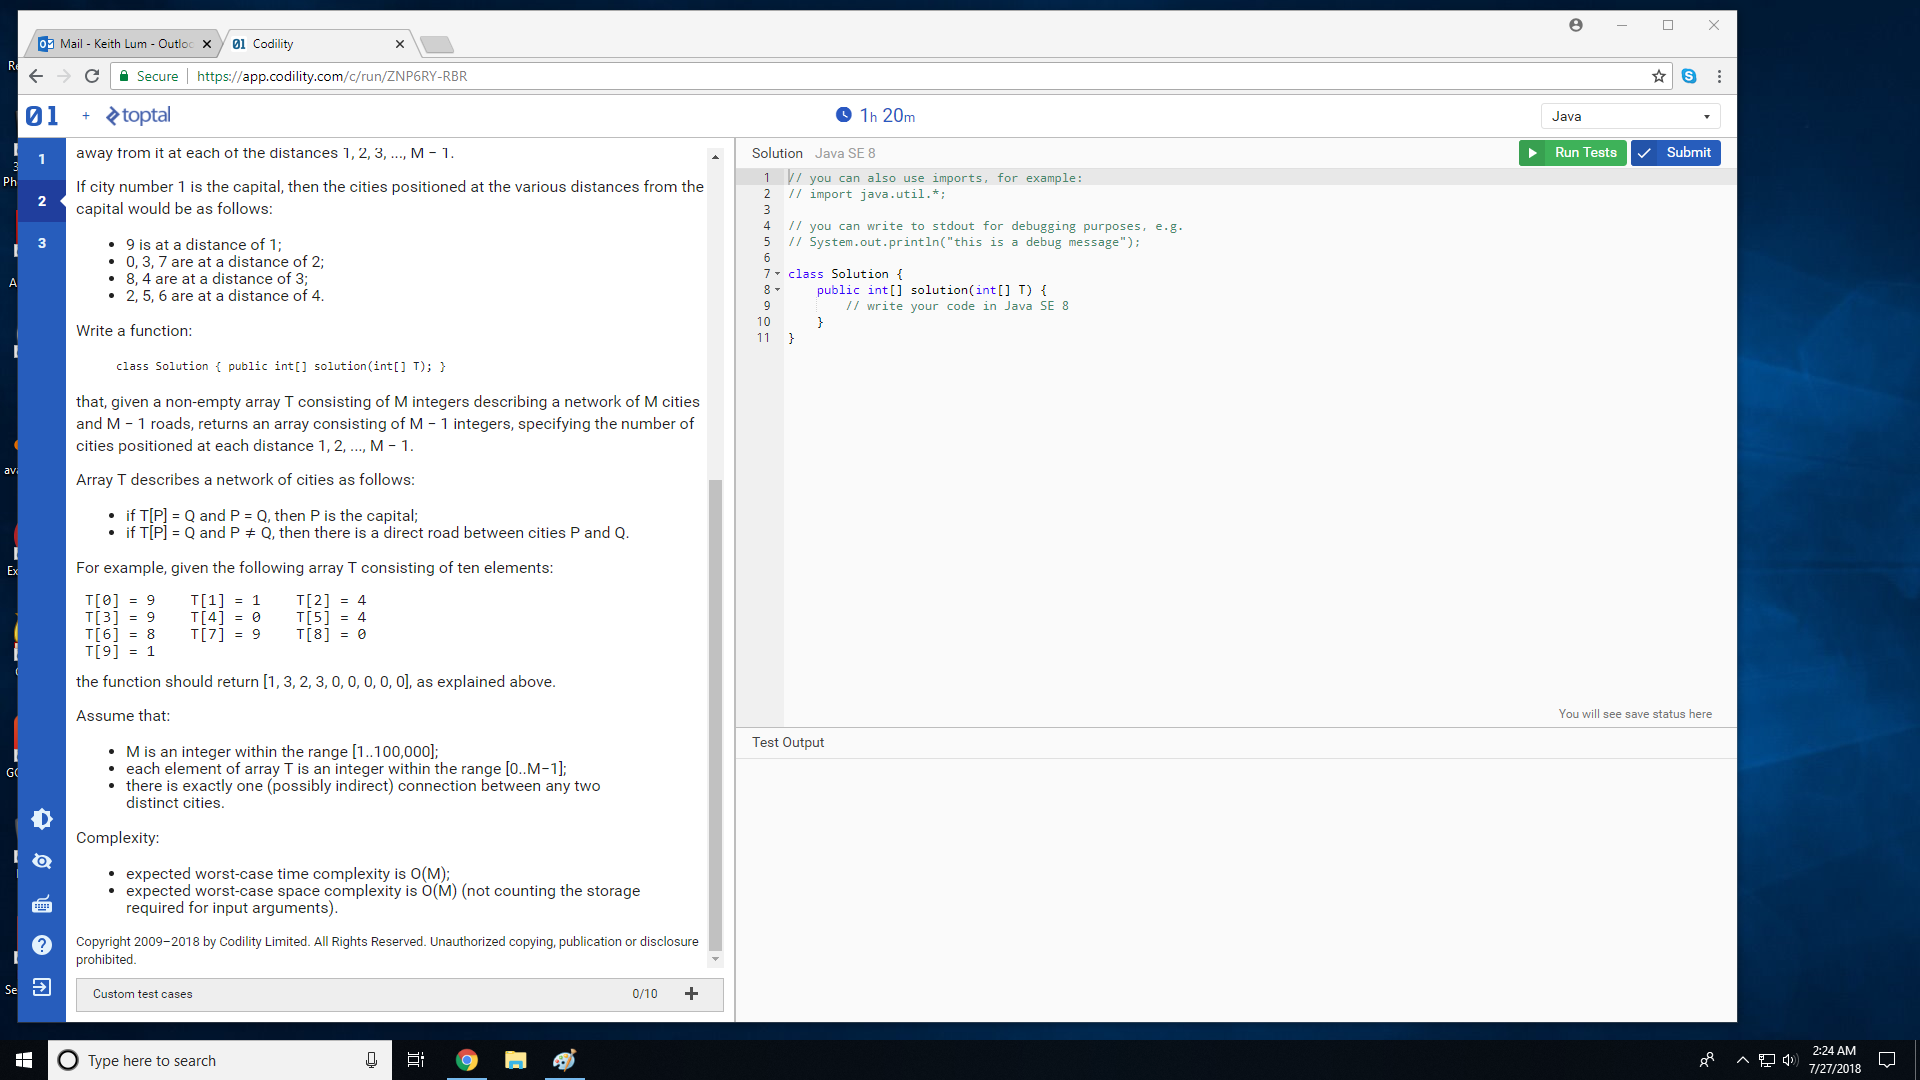 Mail - Keith Lum - Outloo
Codility
Secure
https://app.codility.com/c/run/ZNP6RY-RBR
01 + toptal
1h 20m
Java
1
2
3
away from it at each of the distances 1, 2, 3, ..., M − 1.
If city number 1 is the capital, then the cities positioned at the various distances from the
capital would be as follows:
• 9 is at a distance of 1;
• 0, 3, 7 are at a distance of 2;
• 8, 4 are at a distance of 3;
• 2, 5, 6 are at a distance of 4.
Write a function:
class Solution { public int[] solution(int[] T); }
that, given a non-empty array T consisting of M integers describing a network of M cities
and M − 1 roads, returns an array consisting of M − 1 integers, specifying the number of
cities positioned at each distance 1, 2, ..., M − 1.
Array T describes a network of cities as follows:
• if T[P] = Q and P = Q, then P is the capital;
• if T[P] = Q and P ≠ Q, then there is a direct road between cities P and Q.
For example, given the following array T consisting of ten elements:
T[0] = 9    T[1] = 1    T[2] = 4
T[3] = 9    T[4] = 0    T[5] = 4
T[6] = 8    T[7] = 9    T[8] = 0
T[9] = 1
the function should return [1, 3, 2, 3, 0, 0, 0, 0, 0], as explained above.
Assume that:
• M is an integer within the range [1..100,000];
• each element of array T is an integer within the range [0..M−1];
• there is exactly one (possibly indirect) connection between any two
distinct cities.
Complexity:
• expected worst-case time complexity is O(M);
• expected worst-case space complexity is O(M) (not counting the storage
required for input arguments).
Copyright 2009–2018 by Codility Limited. All Rights Reserved. Unauthorized copying, publication or disclosure
prohibited.
Custom test cases 0/10 +
Solution Java SE 8
Run Tests
Submit
1 // you can also use imports, for example:
2 // import java.util.*;
3
4 // you can write to stdout for debugging purposes, e.g.
5 // System.out.println("this is a debug message");
6
7 class Solution {
8     public int[] solution(int[] T) {
9         // write your code in Java SE 8
10     }
11 }
You will see save status here
Test Output
Type here to search
2:24 AM
7/27/2018